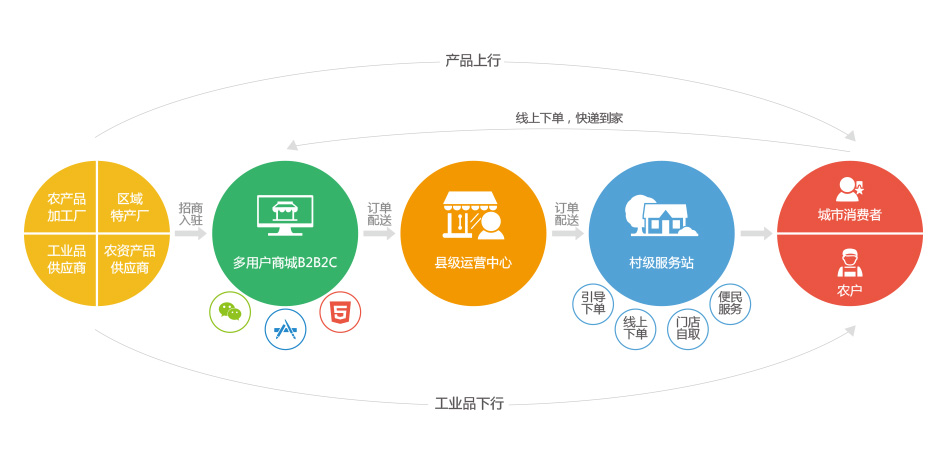 产品上行
线上下单，快递到家
农产品
加工厂
区域
特产厂
工业品
供应商
农资产品
供应商
招商
入驻
多用户商城B2B2C
订单
配送
县级运营中心
订单
配送
村级服务站
引导
下单
线上
下单
门店
自取
便民
服务
城市消费者
农户
工业品下行